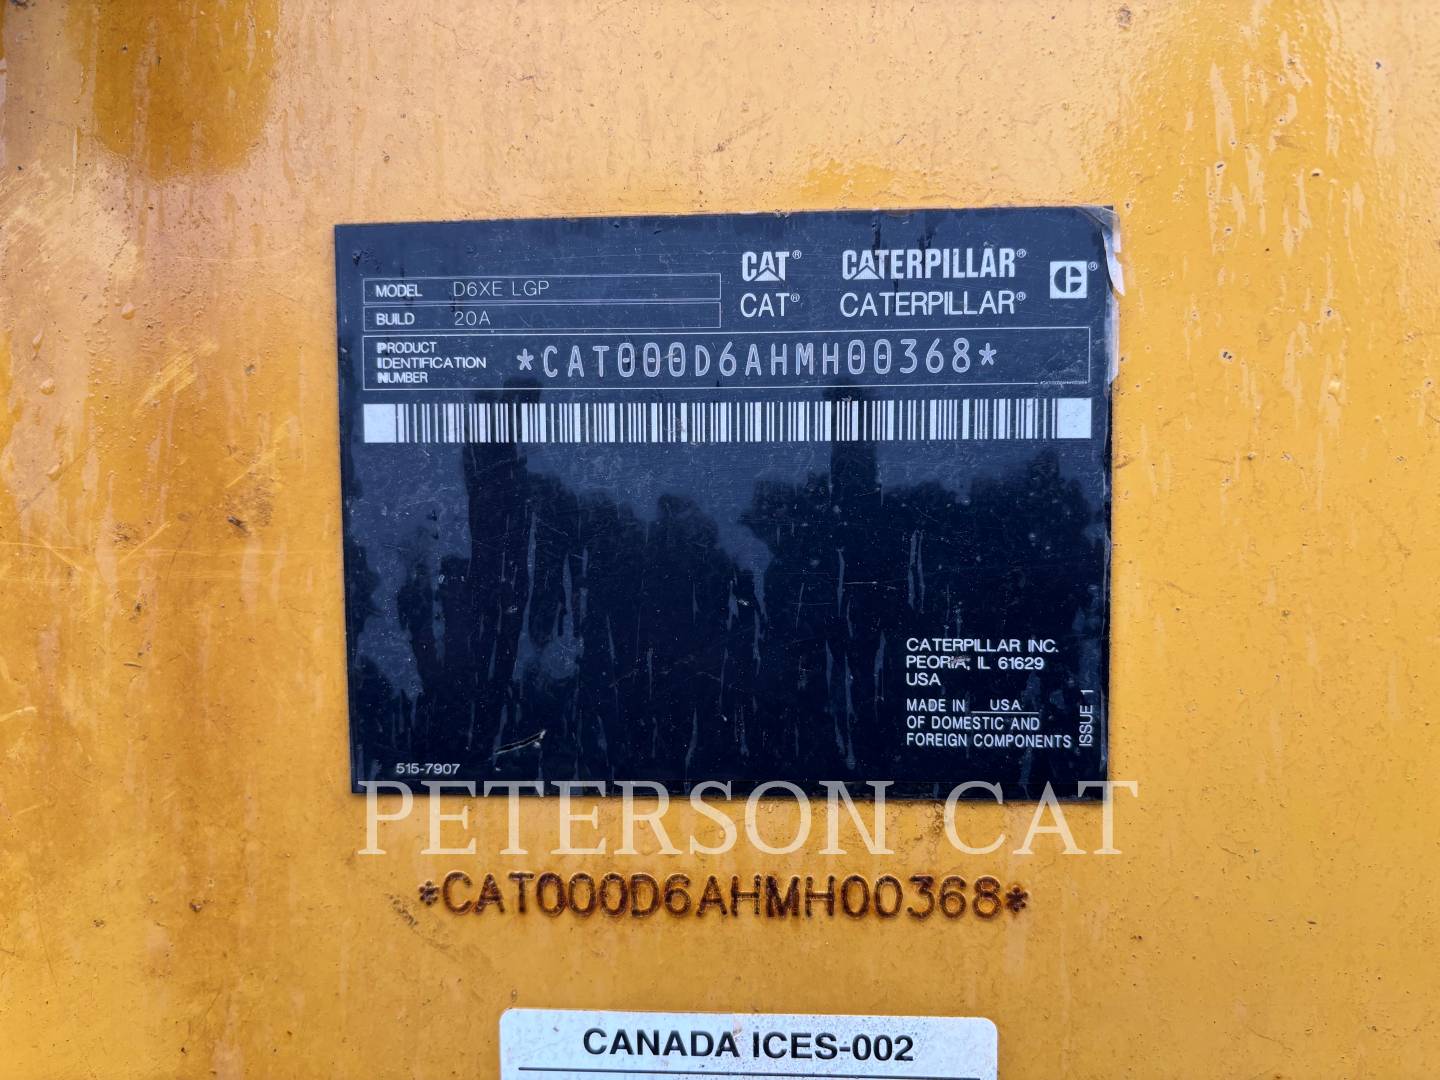 CAT® CATERPILLAR® ®
CAT® CATERPILLAR®
MODEL D6XE LGP
BUILD 20A
PRODUCT
IDENTIFICATION
NUMBER
*CAT000D6AHMH00368*
CATERPILLAR INC.
PEORIA, IL 61629
USA
MADE IN USA
OF DOMESTIC AND
FOREIGN COMPONENTS
ISSUE 1
515-7907
PETERSON CAT
*CAT000D6AHMH00368*
CANADA ICES-002